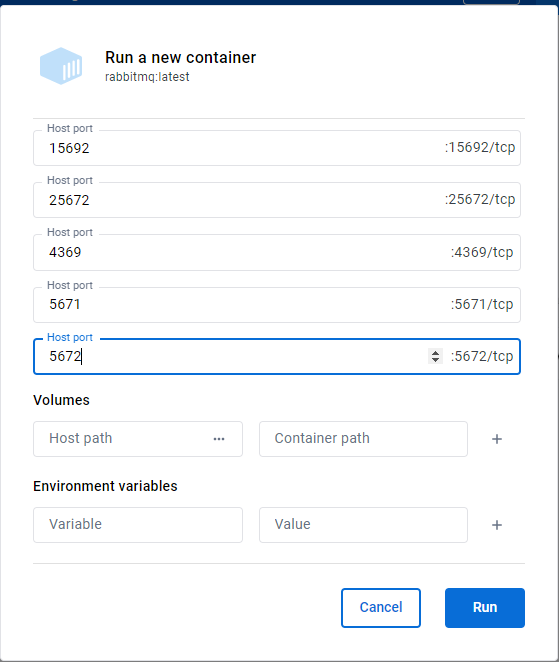 Run a new container
rabbitmq:latest
Host port
15692 :15692/tcp
Host port
25672 :25672/tcp
Host port
4369 :4369/tcp
Host port
5671 :5671/tcp
Host port
5672 :5672/tcp
Volumes
Host path ... Container path +
Environment variables
Variable Value +
Cancel Run